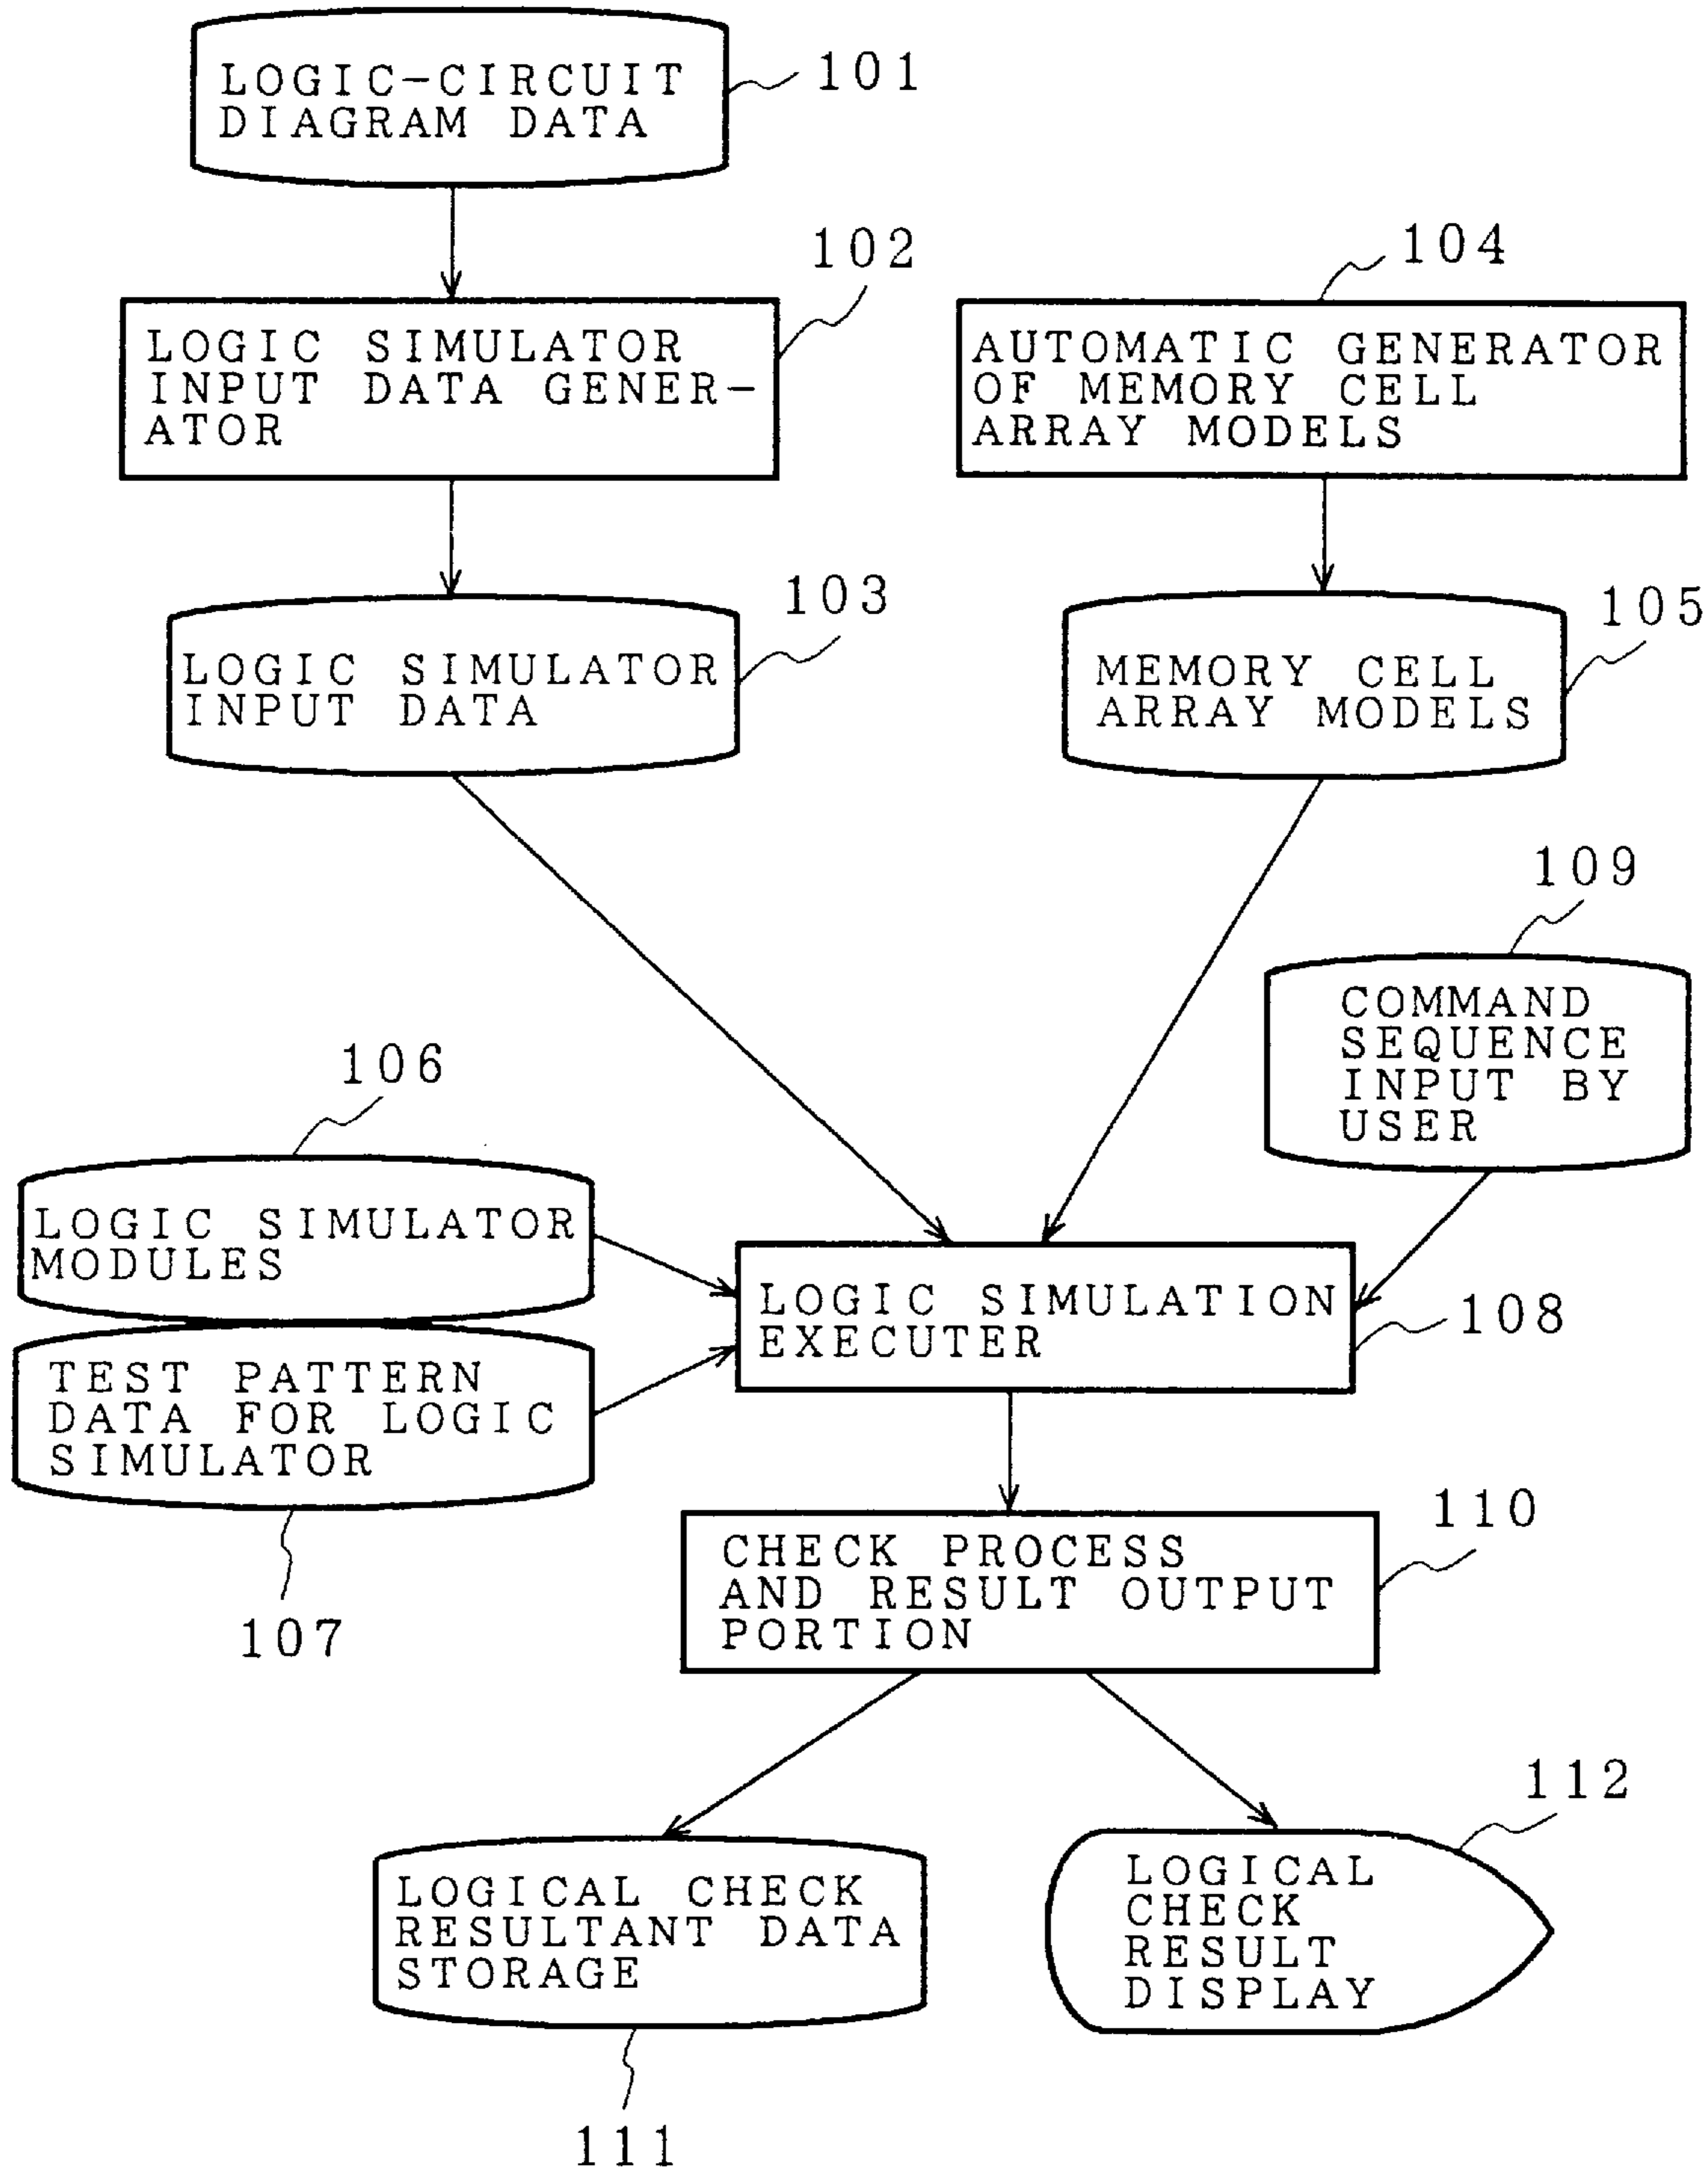 LOGIC-CIRCUIT
DIAGRAM DATA
101
102
LOGIC SIMULATOR
INPUT DATA GENER-
ATOR
104
AUTOMATIC GENERATOR
OF MEMORY CELL
ARRAY MODELS
103
LOGIC SIMULATOR
INPUT DATA
105
MEMORY CELL
ARRAY MODELS
109
COMMAND
SEQUENCE
INPUT BY
USER
106
LOGIC SIMULATOR
MODULES
TEST PATTERN
DATA FOR LOGIC
SIMULATOR
107
LOGIC SIMULATION
EXECUTER
108
110
CHECK PROCESS
AND RESULT OUTPUT
PORTION
LOGICAL CHECK
RESULTANT DATA
STORAGE
111
112
LOGICAL
CHECK
RESULT
DISPLAY